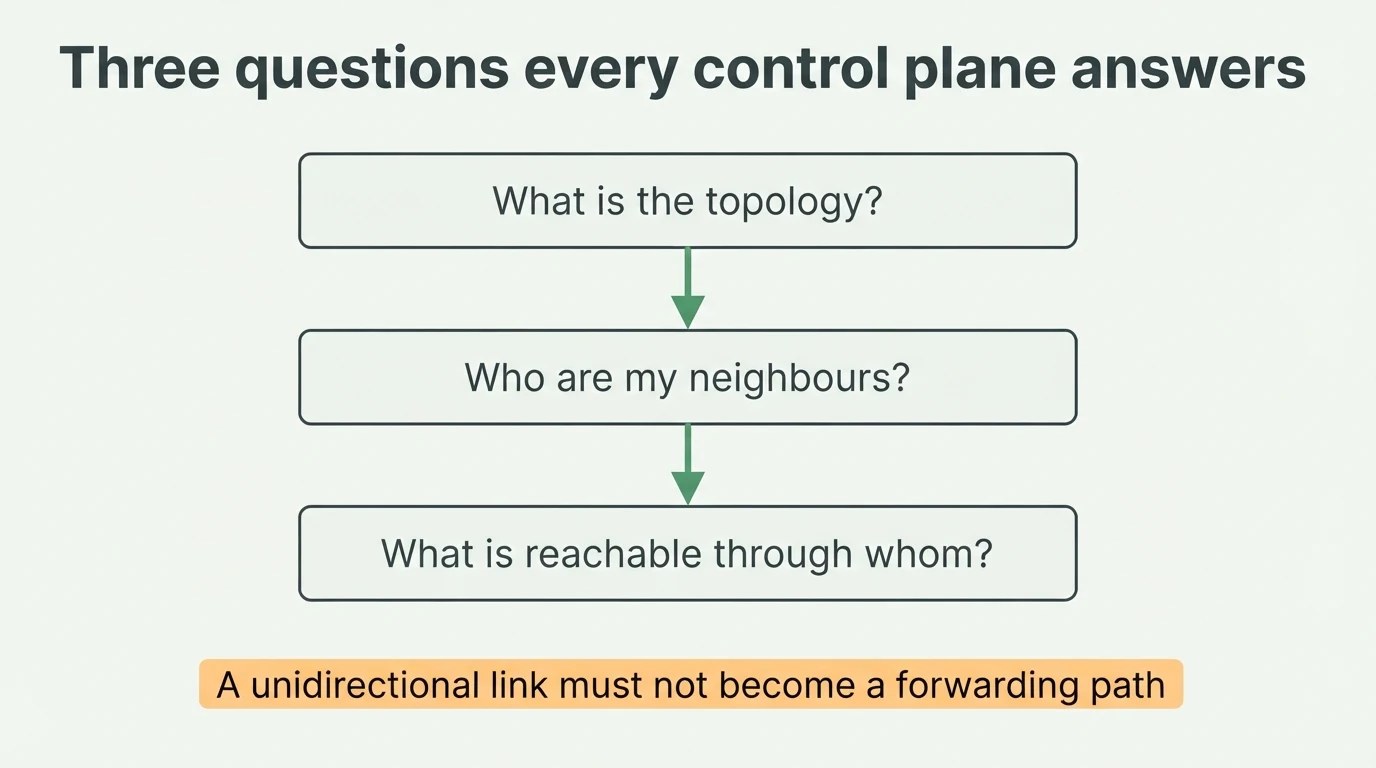 Three questions every control plane answers
What is the topology?
Who are my neighbours?
What is reachable through whom?
A unidirectional link must not become a forwarding path